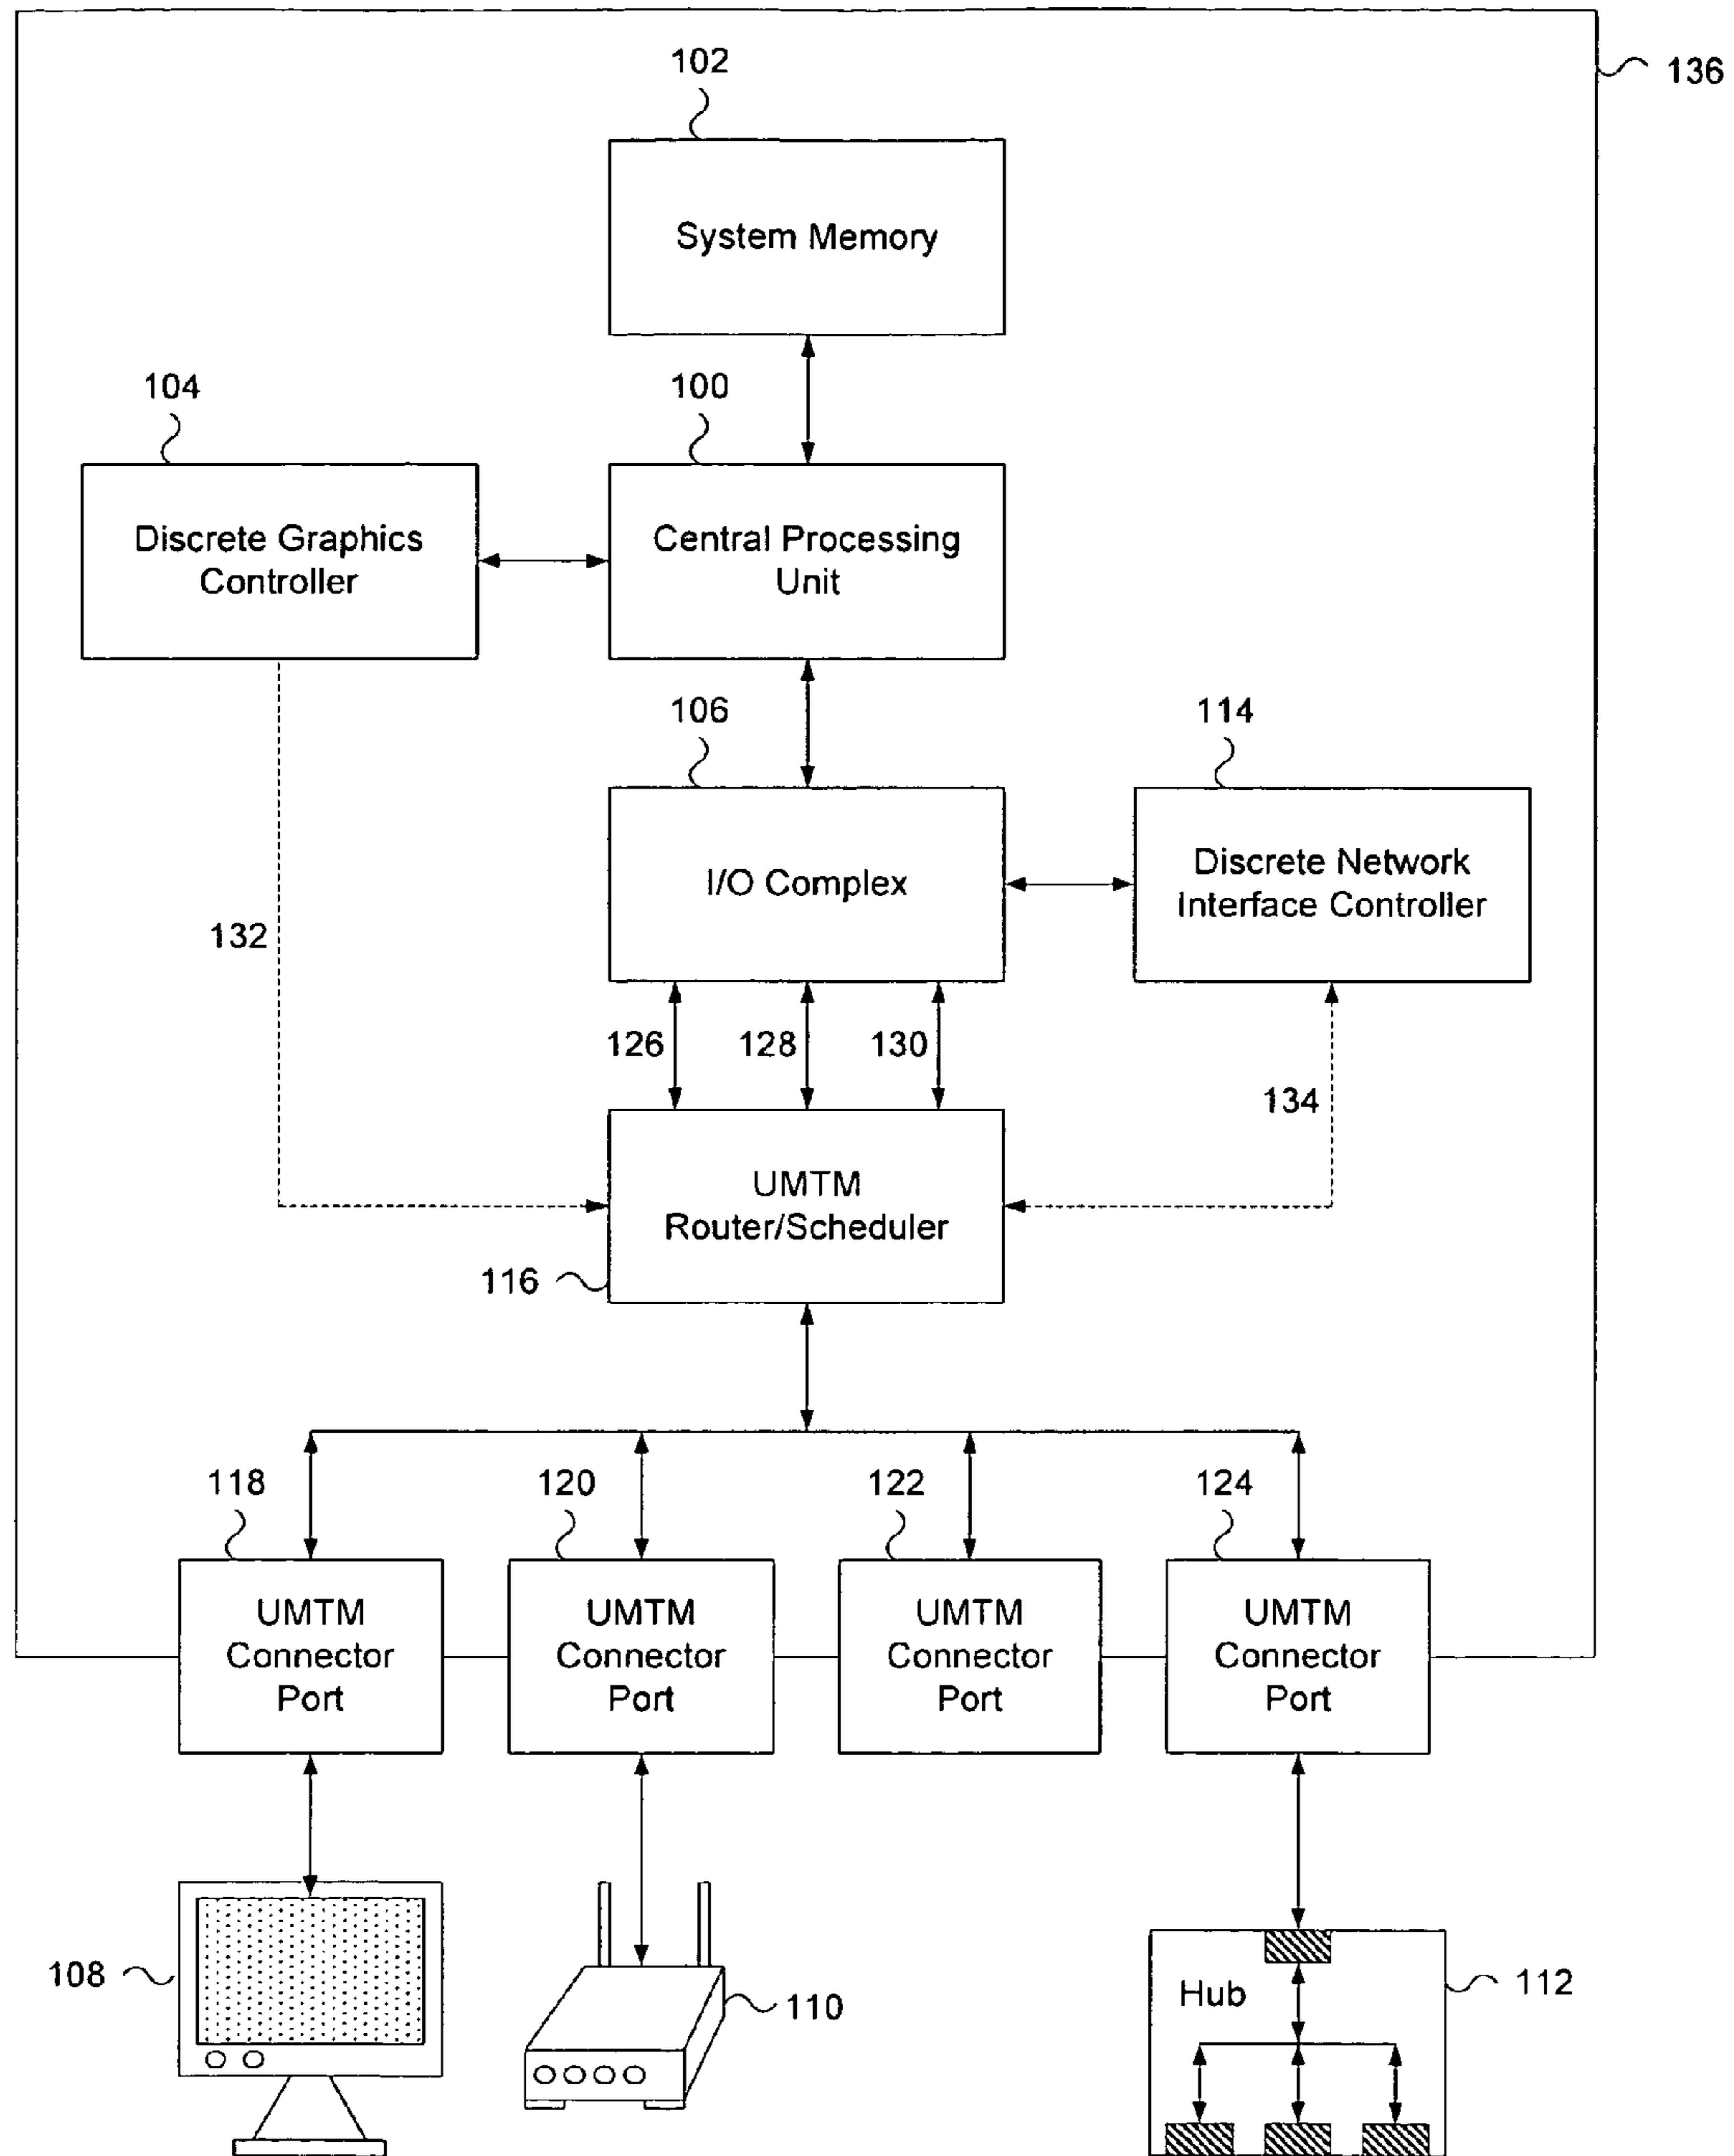 102
136
System Memory
104
100
Discrete Graphics
Controller
Central Processing
Unit
106
114
I/O Complex
Discrete Network
Interface Controller
132
126
128
130
134
UMTM
Router/Scheduler
116
118
120
122
124
UMTM
Connector
Port
UMTM
Connector
Port
UMTM
Connector
Port
UMTM
Connector
Port
108
110
Hub
112